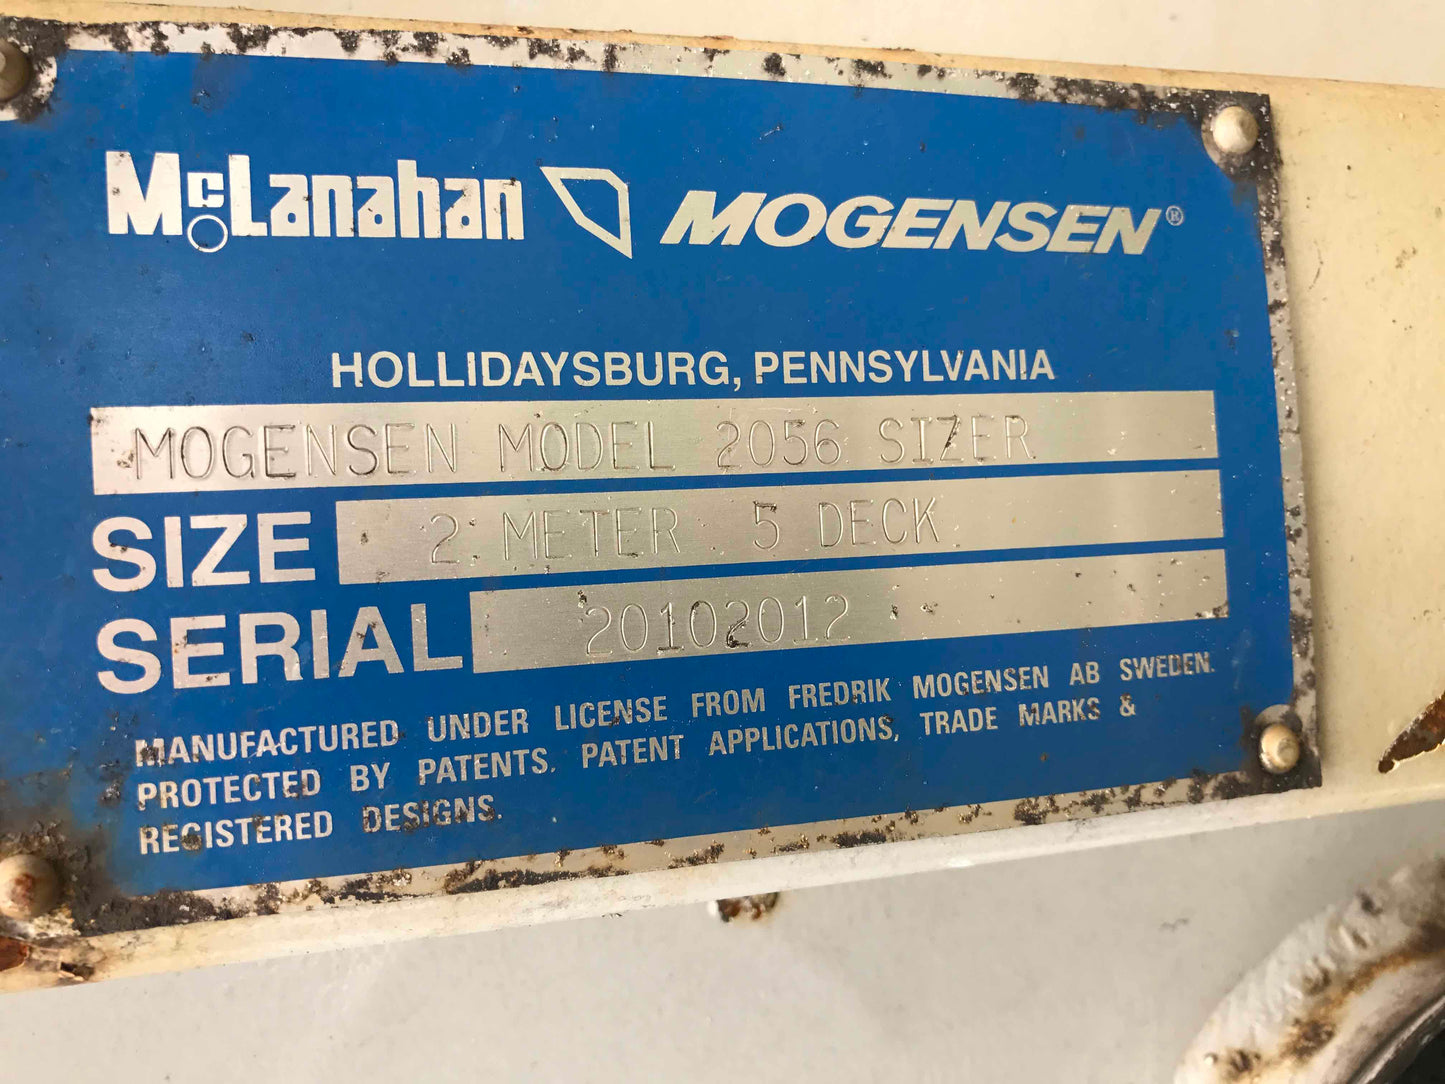 McLanahan MOGENSEN®
HOLLIDAYSBURG, PENNSYLVANIA
MOGENSEN MODEL 2056 SIZER
SIZE 2 METER 5 DECK
SERIAL 20102012
MANUFACTURED UNDER LICENSE FROM FREDRIK MOGENSEN AB SWEDEN.
PROTECTED BY PATENTS. PATENT APPLICATIONS, TRADE MARKS &
REGISTERED DESIGNS.